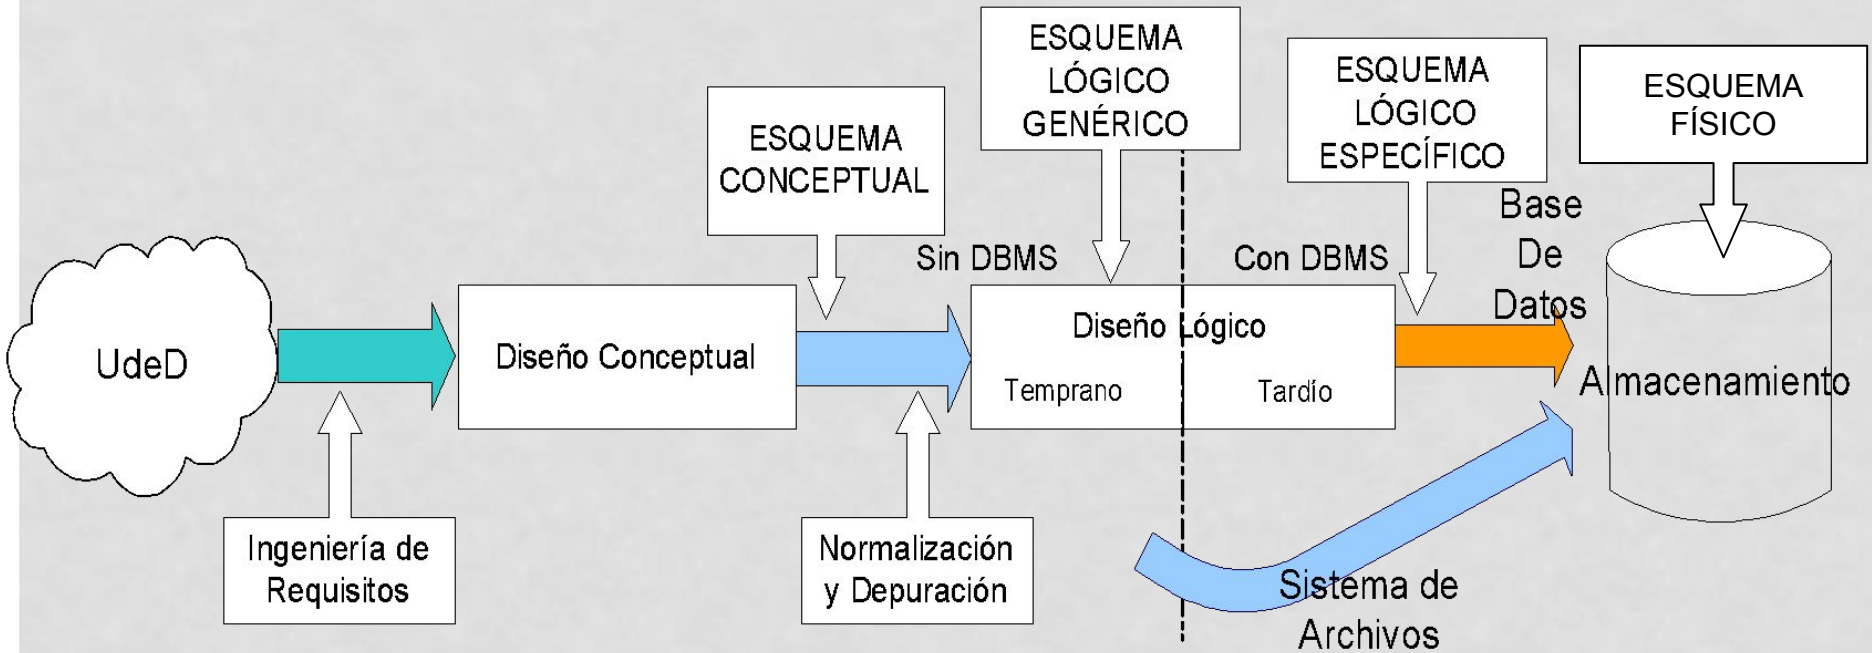 ESQUEMA
LÓGICO
GENÉRICO
ESQUEMA
LÓGICO
ESPECÍFICO
ESQUEMA
FÍSICO
ESQUEMA
CONCEPTUAL
Sin DBMS
Con DBMS
Base
De
Datos
UdeD
Diseño Conceptual
Diseño Lógico
Temprano
Tardío
Almacenamiento
Ingeniería de
Requisitos
Normalización
y Depuración
Sistema de
Archivos